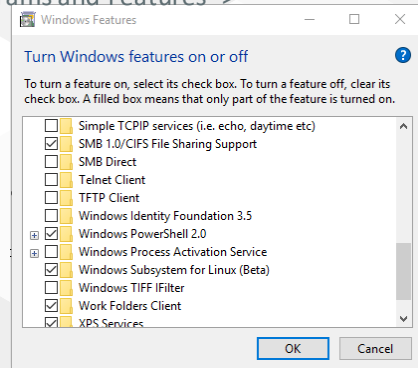 ams and Features ->
Windows Features
Turn Windows features on or off
To turn a feature on, select its check box. To turn a feature off, clear its
check box. A filled box means that only part of the feature is turned on.
Simple TCPIP services (i.e. echo, daytime etc)
SMB 1.0/CIFS File Sharing Support
SMB Direct
Telnet Client
TFTP Client
Windows Identity Foundation 3.5
Windows PowerShell 2.0
Windows Process Activation Service
Windows Subsystem for Linux (Beta)
Windows TIFF IFilter
Work Folders Client
XPS Services
OK Cancel